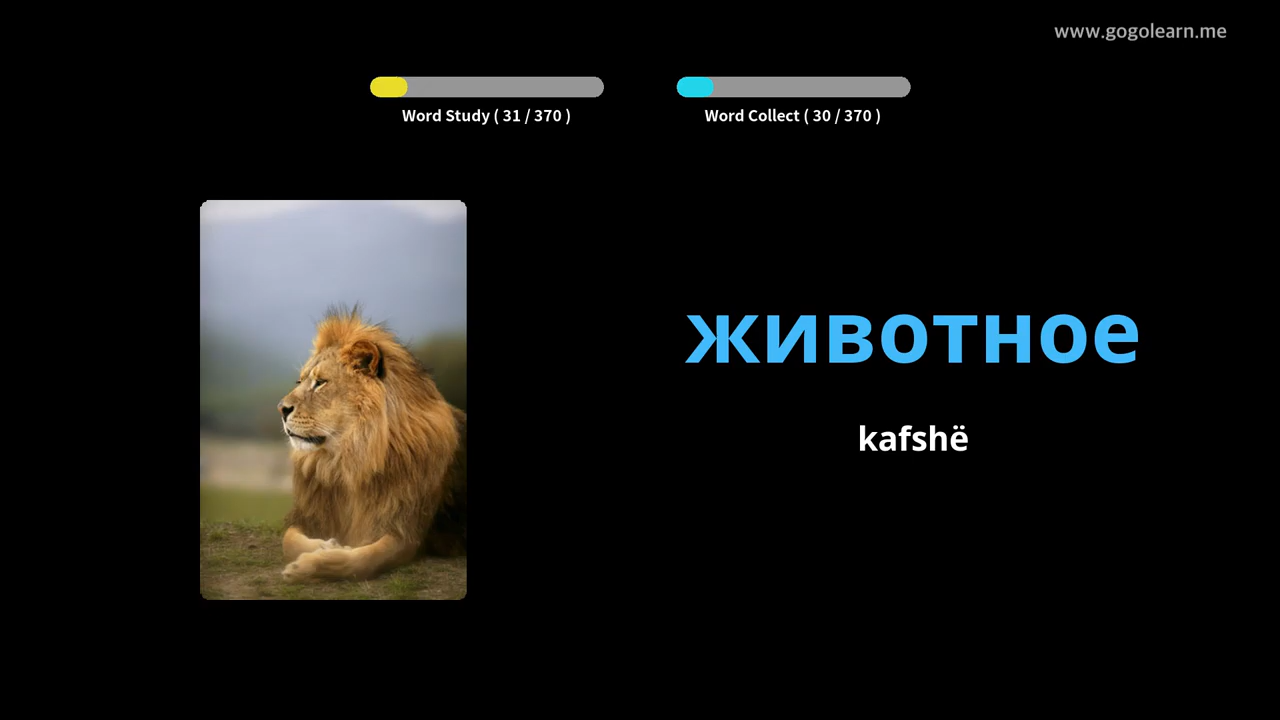 www.gogolearn.me
Word Study ( 31 / 370 )
Word Collect ( 30 / 370 )
животное
kafshë